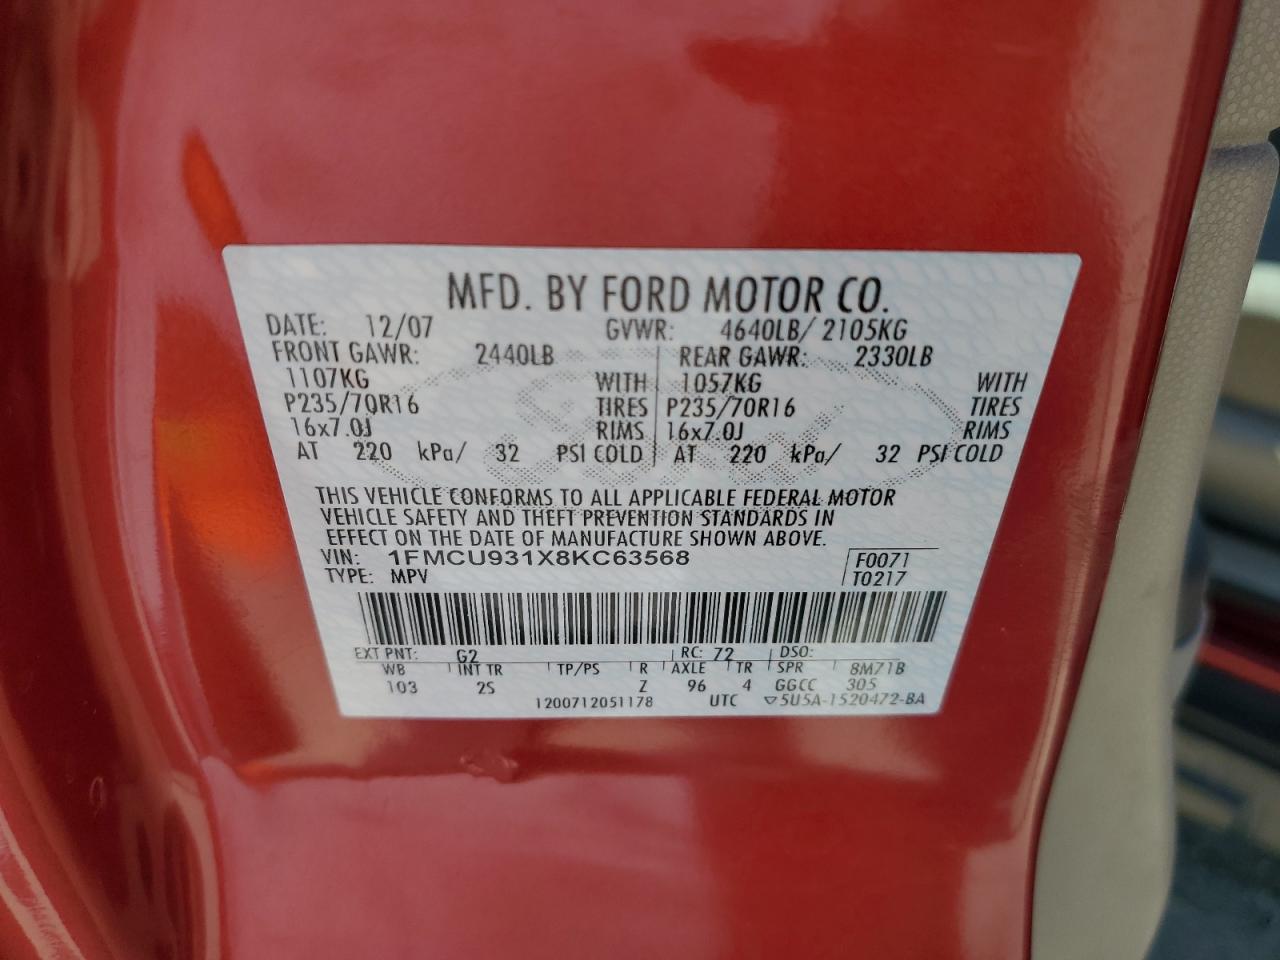 MFD. BY FORD MOTOR CO.
DATE: 12/07 GVWR: 4640LB/ 2105KG
FRONT GAWR: 2440LB REAR GAWR: 2330LB
1107KG WITH 1057KG WITH
P235/70R16 TIRES P235/70R16 TIRES
16x7.0J RIMS 16x7.0J RIMS
AT 220 kPa/ 32 PSI COLD AT 220 kPa/ 32 PSI COLD
THIS VEHICLE CONFORMS TO ALL APPLICABLE FEDERAL MOTOR
VEHICLE SAFETY AND THEFT PREVENTION STANDARDS IN
EFFECT ON THE DATE OF MANUFACTURE SHOWN ABOVE.
VIN: 1FMCU931X8KC63568 F0071
TYPE: MPV T0217
EXT PNT: G2 RC: 72 DSO:
WB INT TR TP/PS R AXLE TR SPR 8M71B
103 2S Z 96 4 GGCC 305
1200712051178 UTC ▽5U5A-1520472-BA